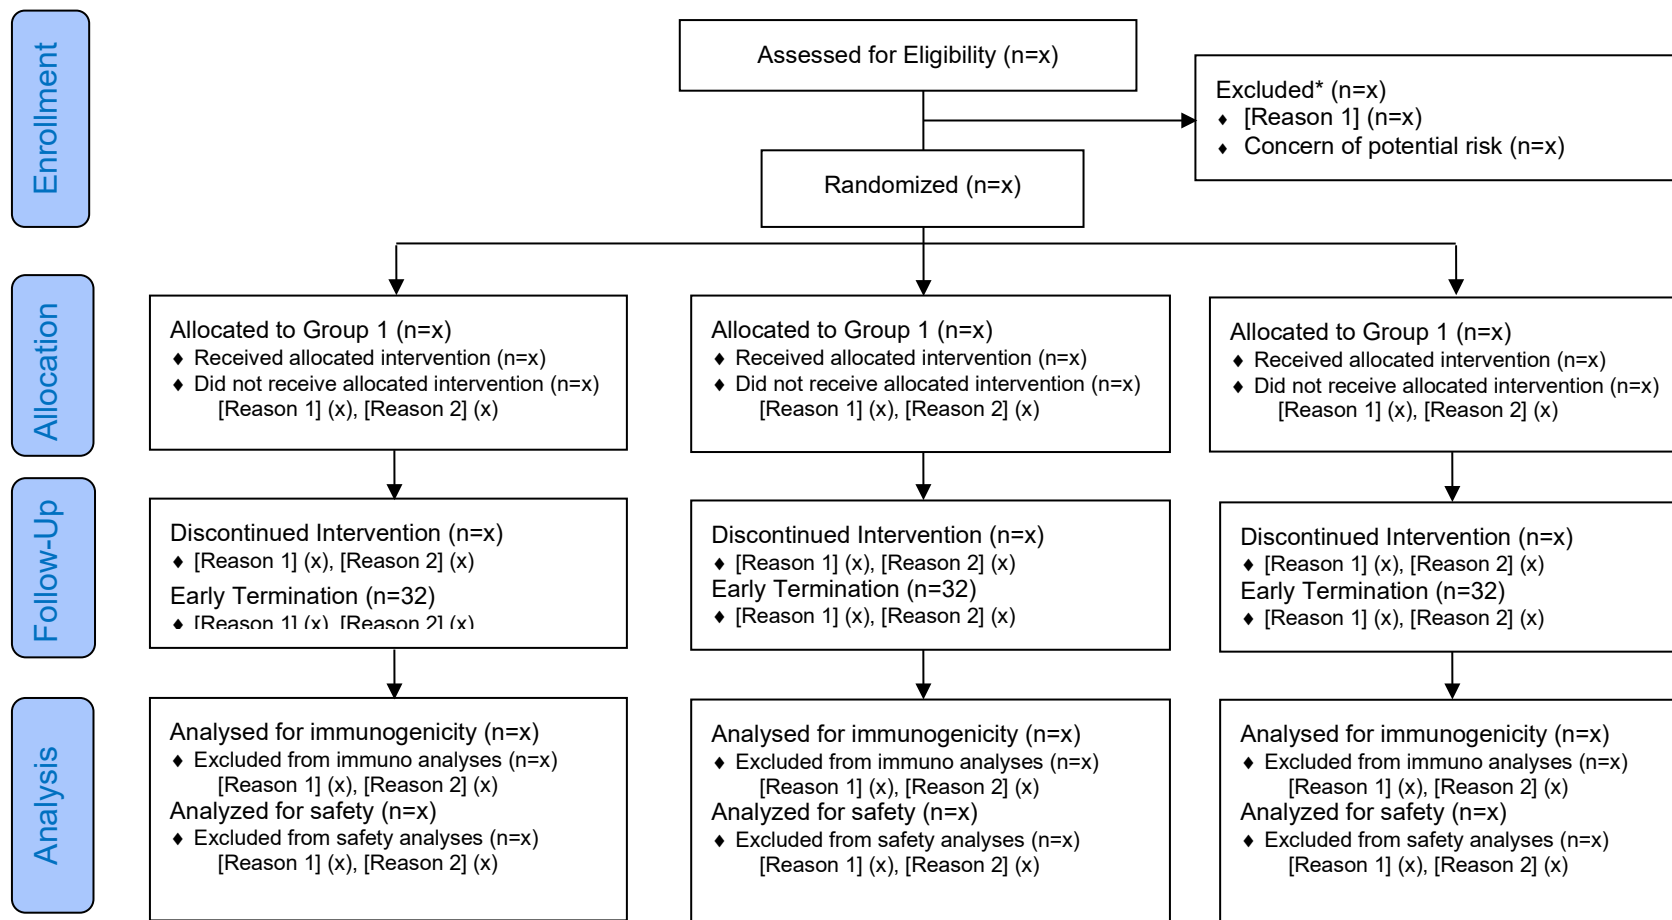 Enrollment
Assessed for Eligibility (n=x)
Excluded* (n=x)
♦ [Reason 1] (n=x)
♦ Concern of potential risk (n=x)
Randomized (n=x)
Allocation
Allocated to Group 1 (n=x)
♦ Received allocated intervention (n=x)
♦ Did not receive allocated intervention (n=x)
[Reason 1] (x), [Reason 2] (x)
Allocated to Group 1 (n=x)
♦ Received allocated intervention (n=x)
♦ Did not receive allocated intervention (n=x)
[Reason 1] (x), [Reason 2] (x)
Allocated to Group 1 (n=x)
♦ Received allocated intervention (n=x)
♦ Did not receive allocated intervention (n=x)
[Reason 1] (x), [Reason 2] (x)
Follow-Up
Discontinued Intervention (n=x)
♦ [Reason 1] (x), [Reason 2] (x)
Early Termination (n=32)
♦ [Reason 1] (x), [Reason 2] (x)
Discontinued Intervention (n=x)
♦ [Reason 1] (x), [Reason 2] (x)
Early Termination (n=32)
♦ [Reason 1] (x), [Reason 2] (x)
Discontinued Intervention (n=x)
♦ [Reason 1] (x), [Reason 2] (x)
Early Termination (n=32)
♦ [Reason 1] (x), [Reason 2] (x)
Analysis
Analysed for immunogenicity (n=x)
♦ Excluded from immuno analyses (n=x)
[Reason 1] (x), [Reason 2] (x)
Analyzed for safety (n=x)
♦ Excluded from safety analyses (n=x)
[Reason 1] (x), [Reason 2] (x)
Analysed for immunogenicity (n=x)
♦ Excluded from immuno analyses (n=x)
[Reason 1] (x), [Reason 2] (x)
Analyzed for safety (n=x)
♦ Excluded from safety analyses (n=x)
[Reason 1] (x), [Reason 2] (x)
Analysed for immunogenicity (n=x)
♦ Excluded from immuno analyses (n=x)
[Reason 1] (x), [Reason 2] (x)
Analyzed for safety (n=x)
♦ Excluded from safety analyses (n=x)
[Reason 1] (x), [Reason 2] (x)